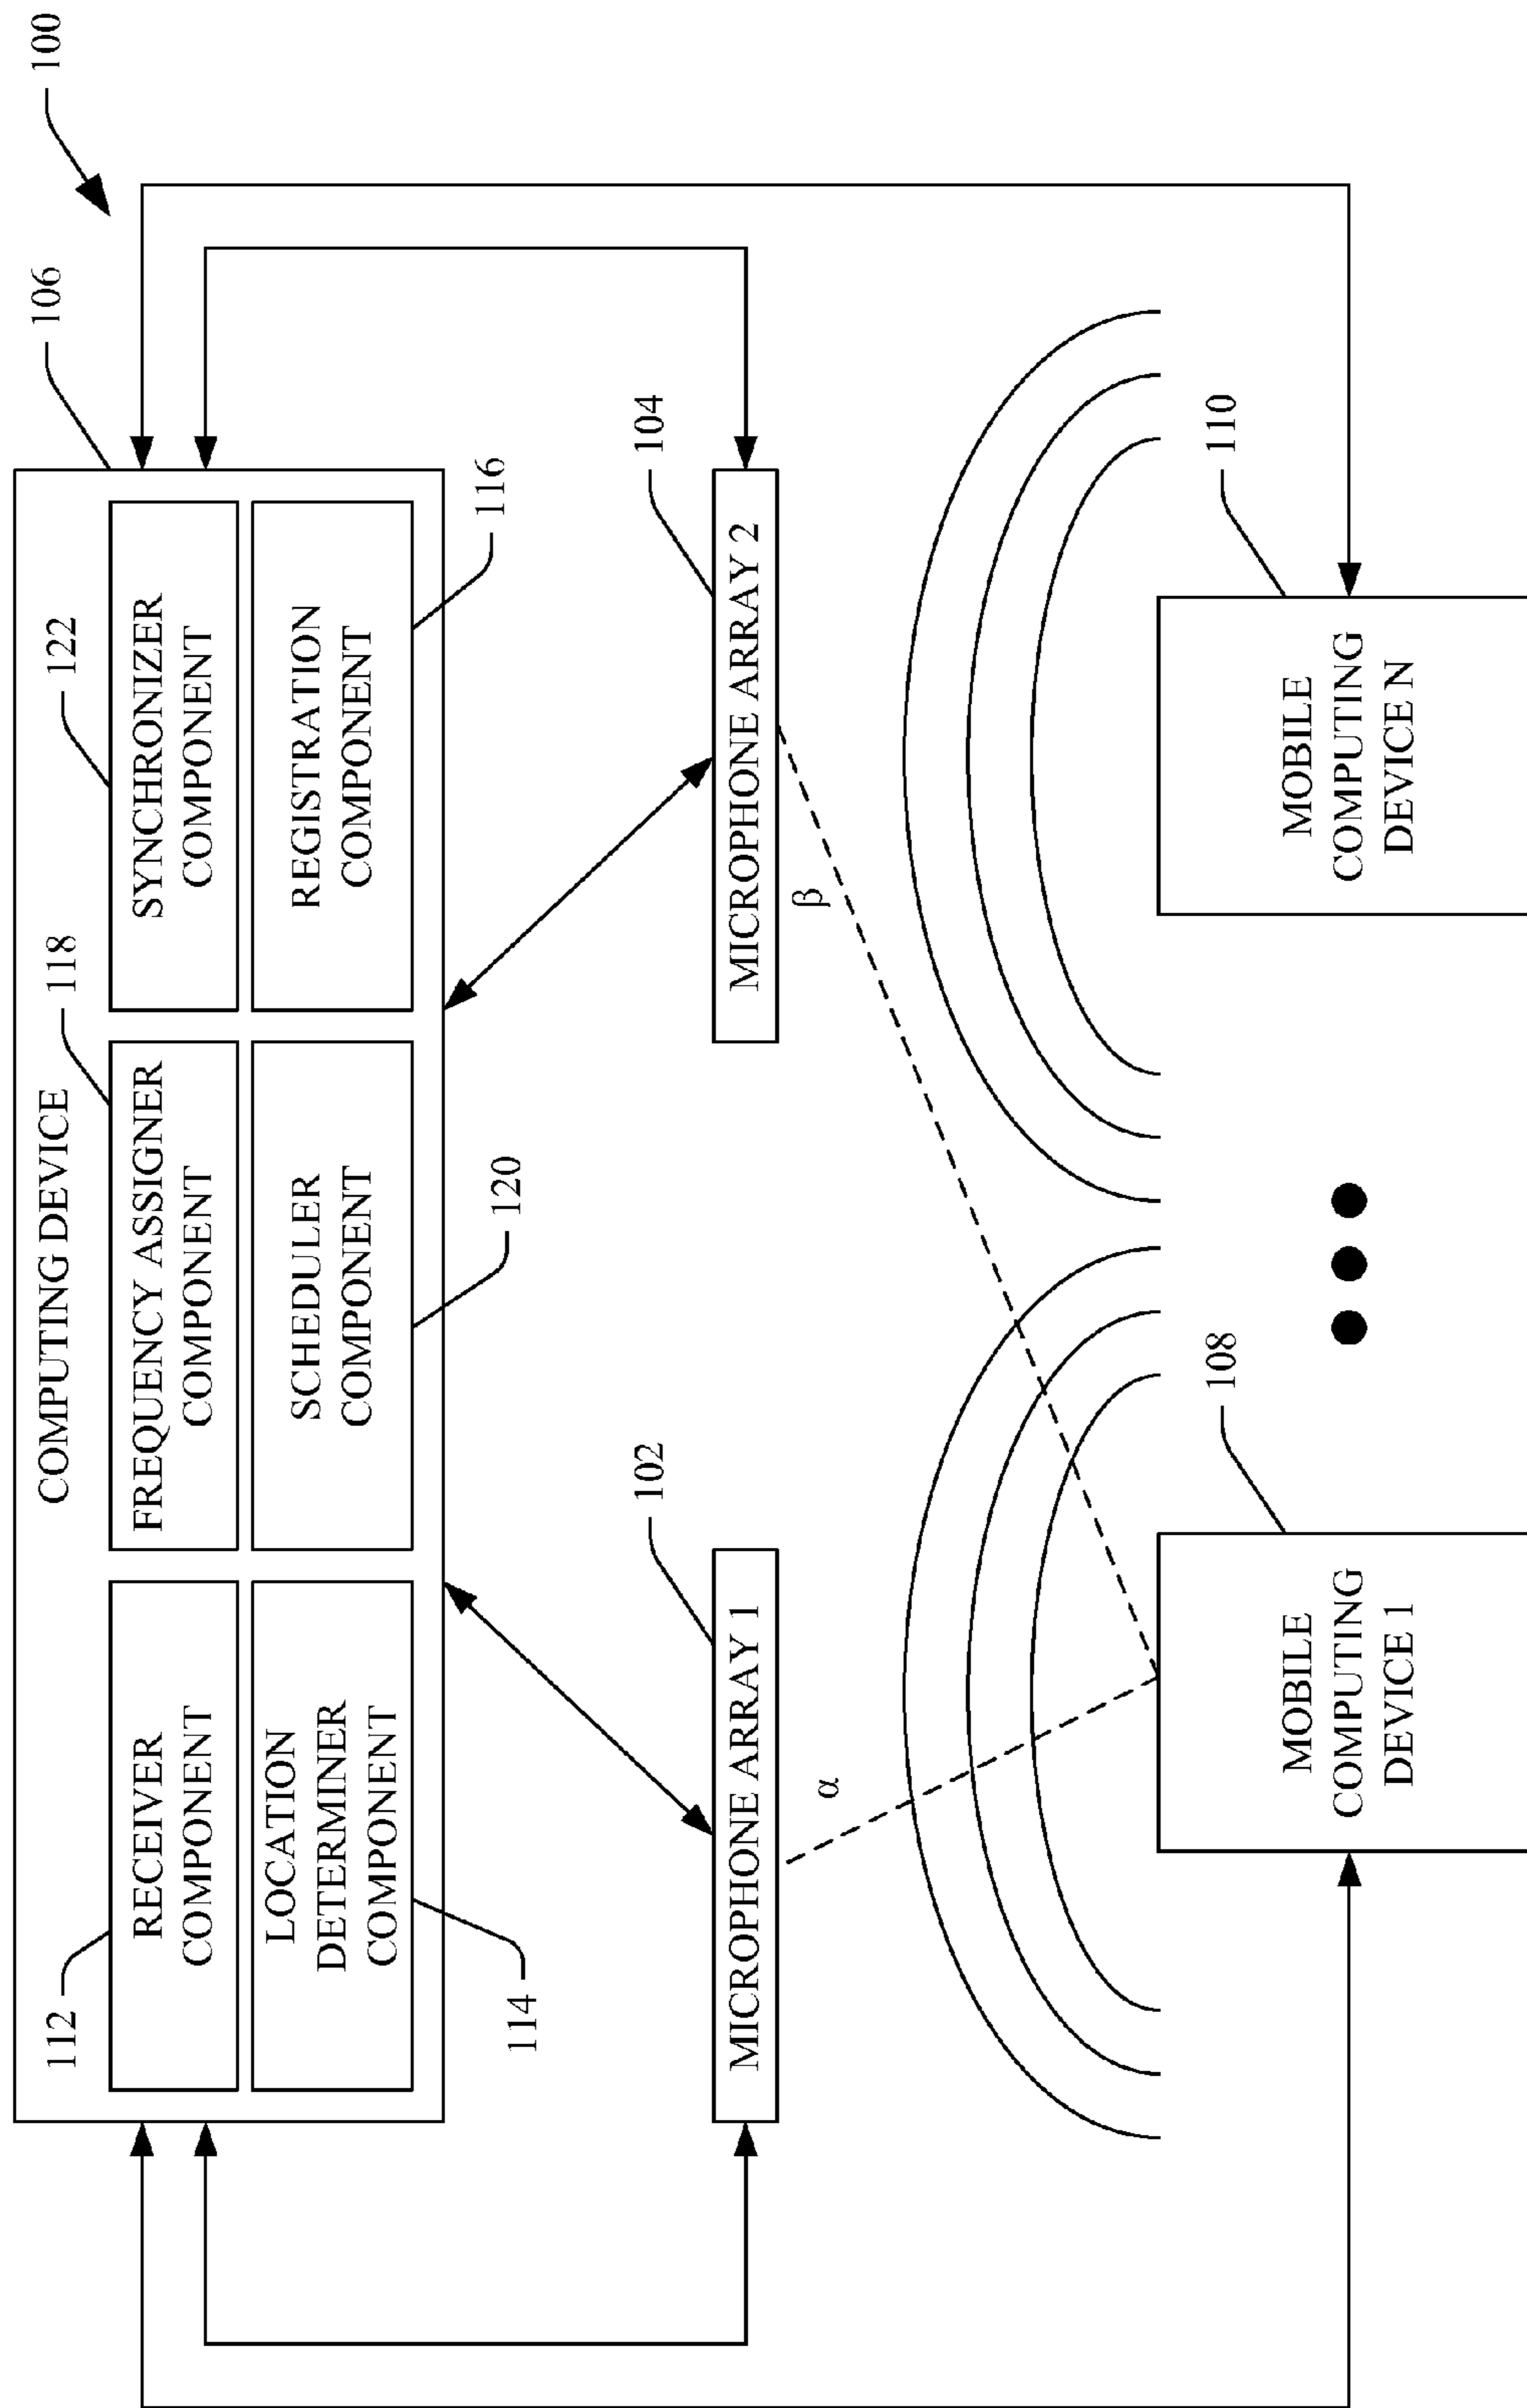 100
106
COMPUTING DEVICE
118
122
112
RECEIVER
COMPONENT
FREQUENCY ASSIGNER
COMPONENT
SYNCHRONIZER
COMPONENT
LOCATION
DETERMINER
COMPONENT
SCHEDULER
COMPONENT
REGISTRATION
COMPONENT
114
120
116
102
104
MICROPHONE ARRAY 1
MICROPHONE ARRAY 2
α
β
108
110
MOBILE
COMPUTING
DEVICE 1
MOBILE
COMPUTING
DEVICE N